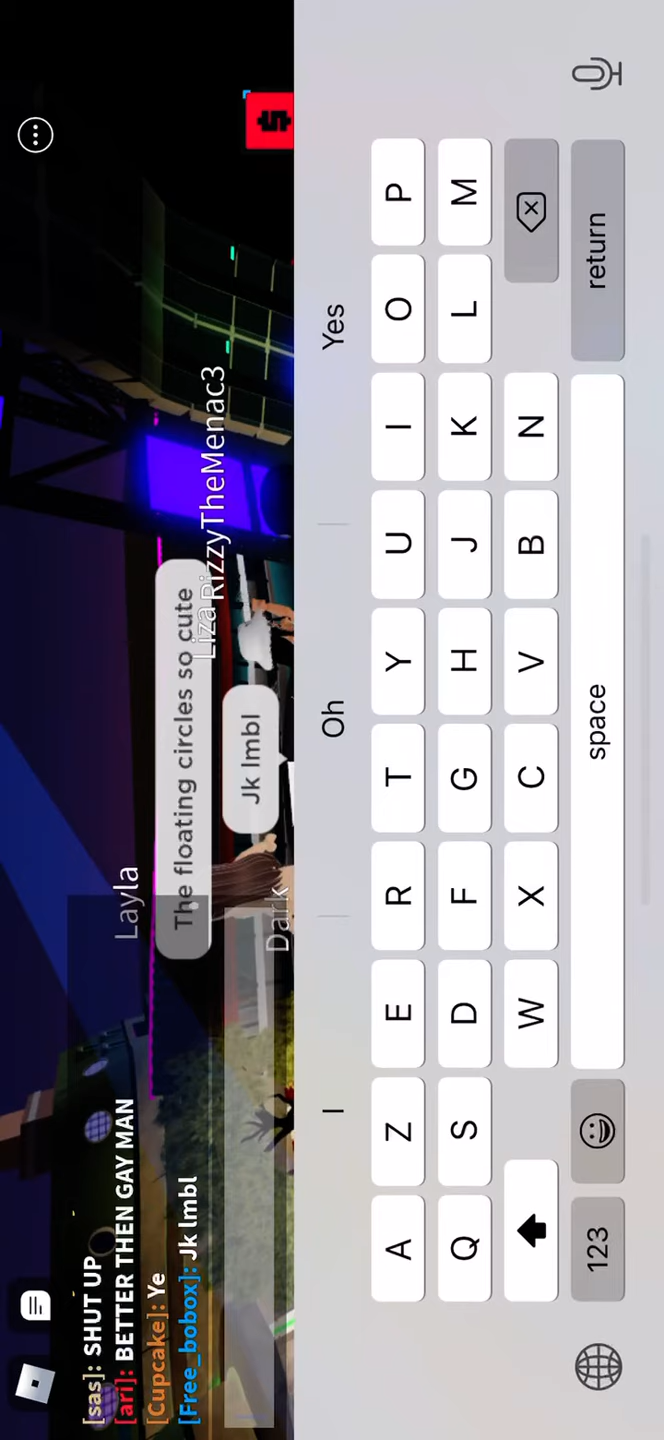 [sas]: SHUT UP
[ari]: BETTER THEN GAY MAN
[Cupcake]: Ye
[Free_bobox]: Jk lmbl
Layla
The floating circles so cute
Liza
RizzyTheMenac3
Jk lmbl
Dark
I
Oh
Yes
A Z E R T Y U I O P
Q S D F G H J K L M
W X C V B N
123
space
return